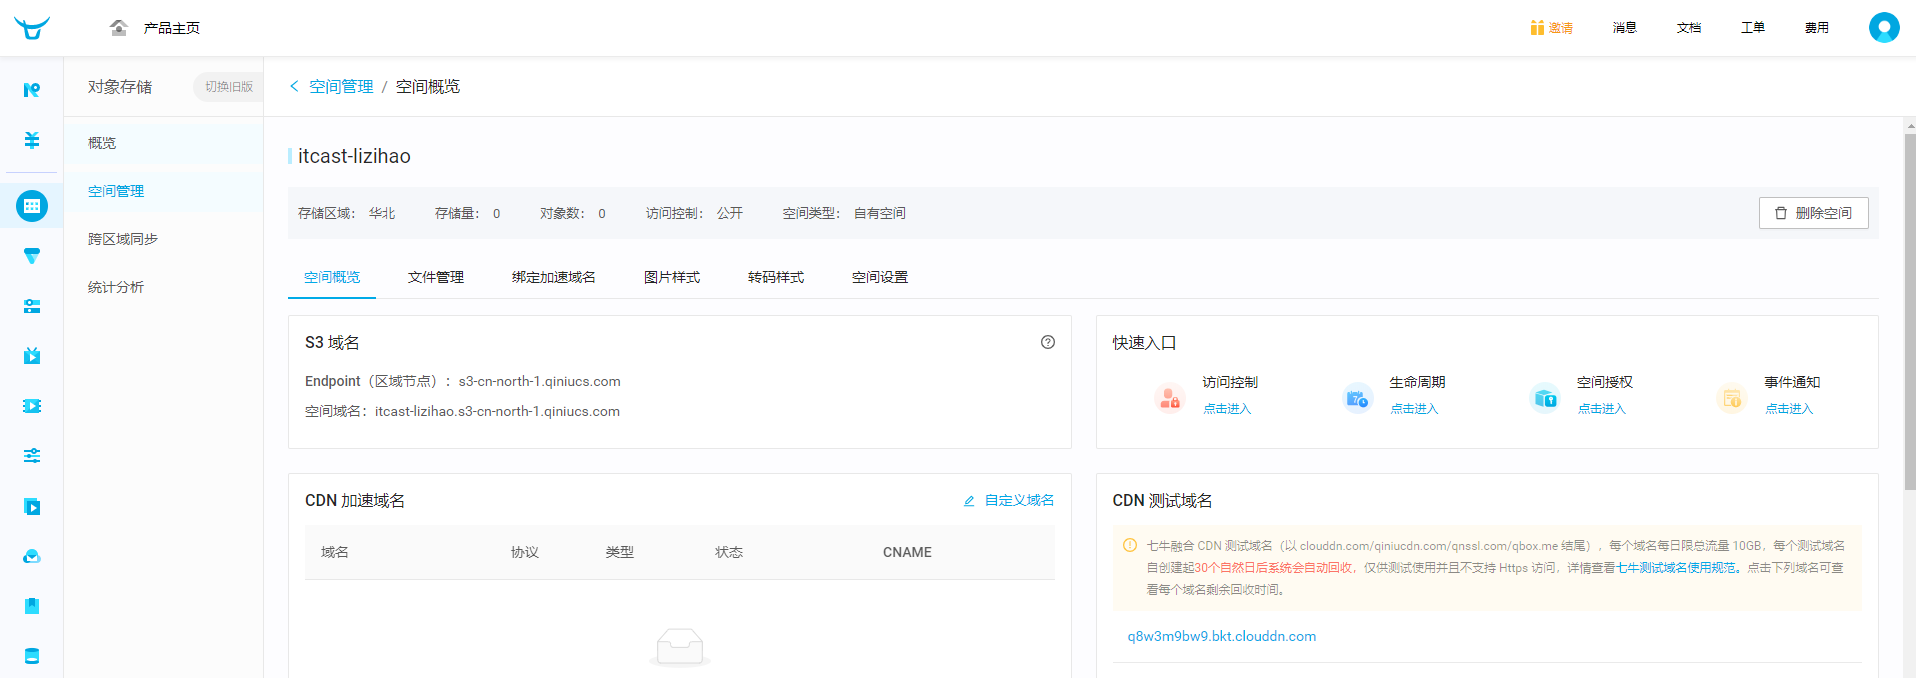 产品主页
邀请
消息
文档
工单
费用
对象存储
切换旧版
空间管理 / 空间概览
概览
空间管理
跨区域同步
统计分析
itcast-lizihao
存储区域： 华北 存储量： 0 对象数： 0 访问控制： 公开 空间类型： 自有空间
删除空间
空间概览 文件管理 绑定加速域名 图片样式 转码样式 空间设置
S3 域名
Endpoint（区域节点）： s3-cn-north-1.qiniucs.com
空间域名：itcast-lizihao.s3-cn-north-1.qiniucs.com
快速入口
访问控制
点击进入
生命周期
点击进入
空间授权
点击进入
事件通知
点击进入
CDN 加速域名
自定义域名
域名 协议 类型 状态 CNAME
CDN 测试域名
七牛融合 CDN 测试域名（以 clouddn.com/qiniucdn.com/qnssl.com/qbox.me 结尾），每个域名每日限总流量 10GB，每个测试域名
自创建起30个自然日后系统会自动回收，仅供测试使用并且不支持 Https 访问，详情查看七牛测试域名使用规范。点击下列域名可查
看每个域名剩余回收时间。
q8w3m9bw9.bkt.clouddn.com